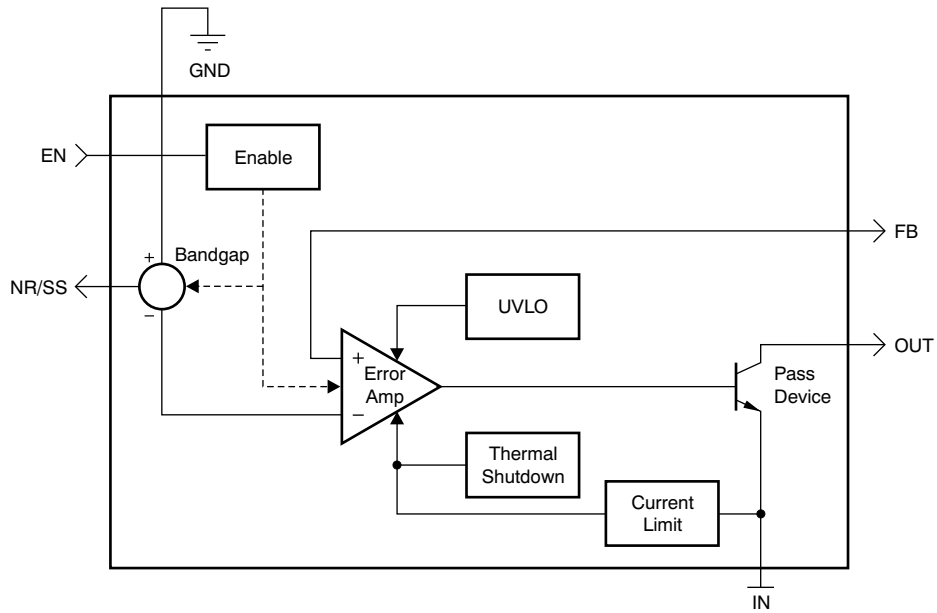 GND
EN
Enable
+
Bandgap
FB
NR/SS
−
UVLO
OUT
+
Error
Amp
−
Pass
Device
Thermal
Shutdown
Current
Limit
IN